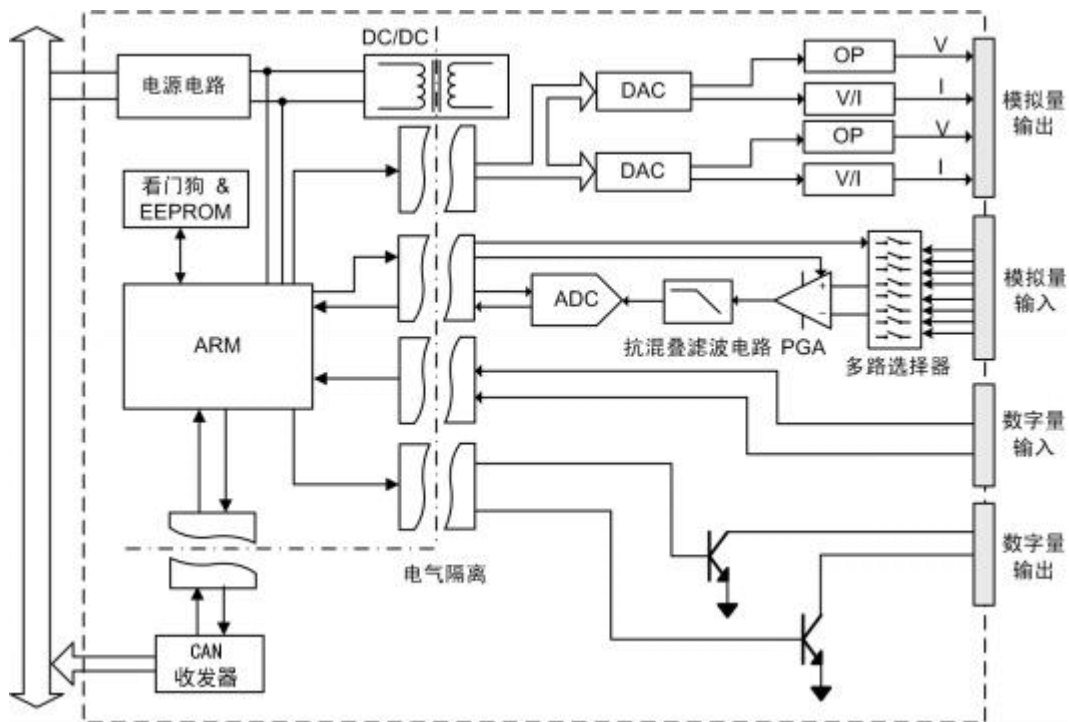 DC/DC
电源电路
DAC
OP
V
V/I
I
模拟量
输出
OP
V
DAC
V/I
I
看门狗 &
EEPROM
ADC
+
−
模拟量
输入
抗混叠滤波电路 PGA
多路选择器
ARM
数字量
输入
数字量
输出
电气隔离
CAN
收发器